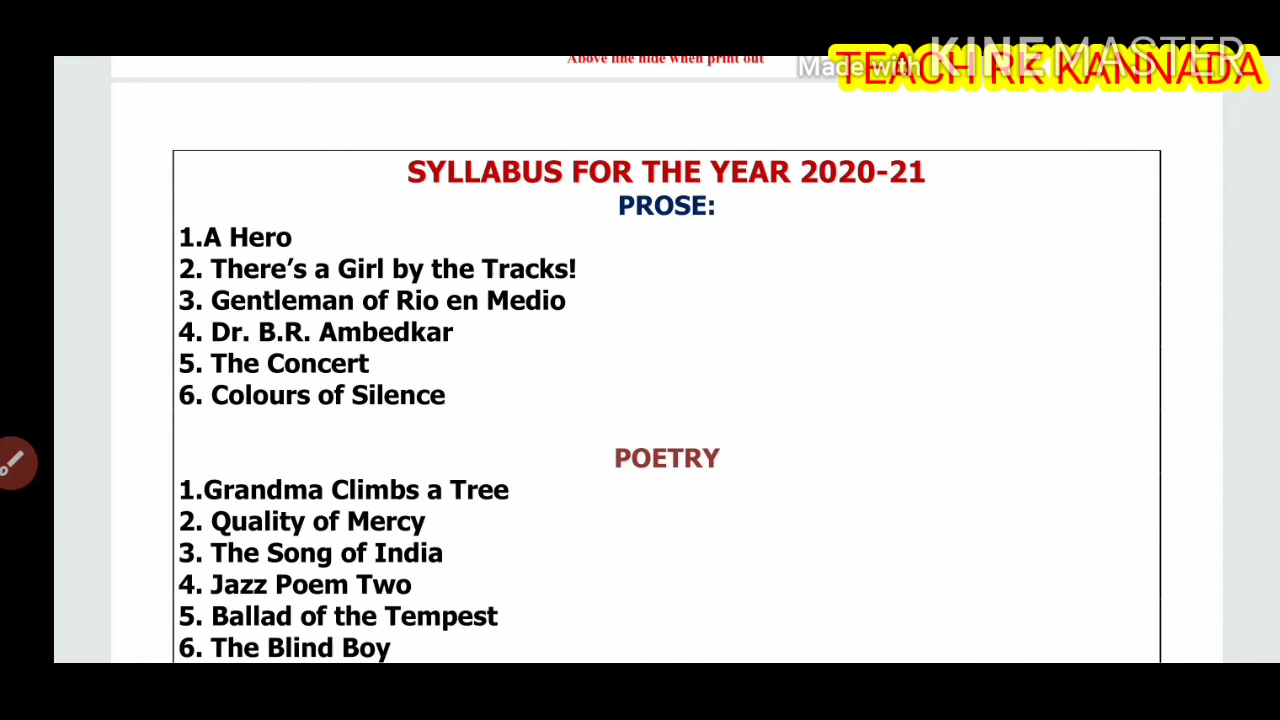 Above line hide when print out
Made with KINEMASTER
TEACH RK KANNADA
SYLLABUS FOR THE YEAR 2020-21
PROSE:
1.A Hero
2. There’s a Girl by the Tracks!
3. Gentleman of Rio en Medio
4. Dr. B.R. Ambedkar
5. The Concert
6. Colours of Silence
POETRY
1.Grandma Climbs a Tree
2. Quality of Mercy
3. The Song of India
4. Jazz Poem Two
5. Ballad of the Tempest
6. The Blind Boy